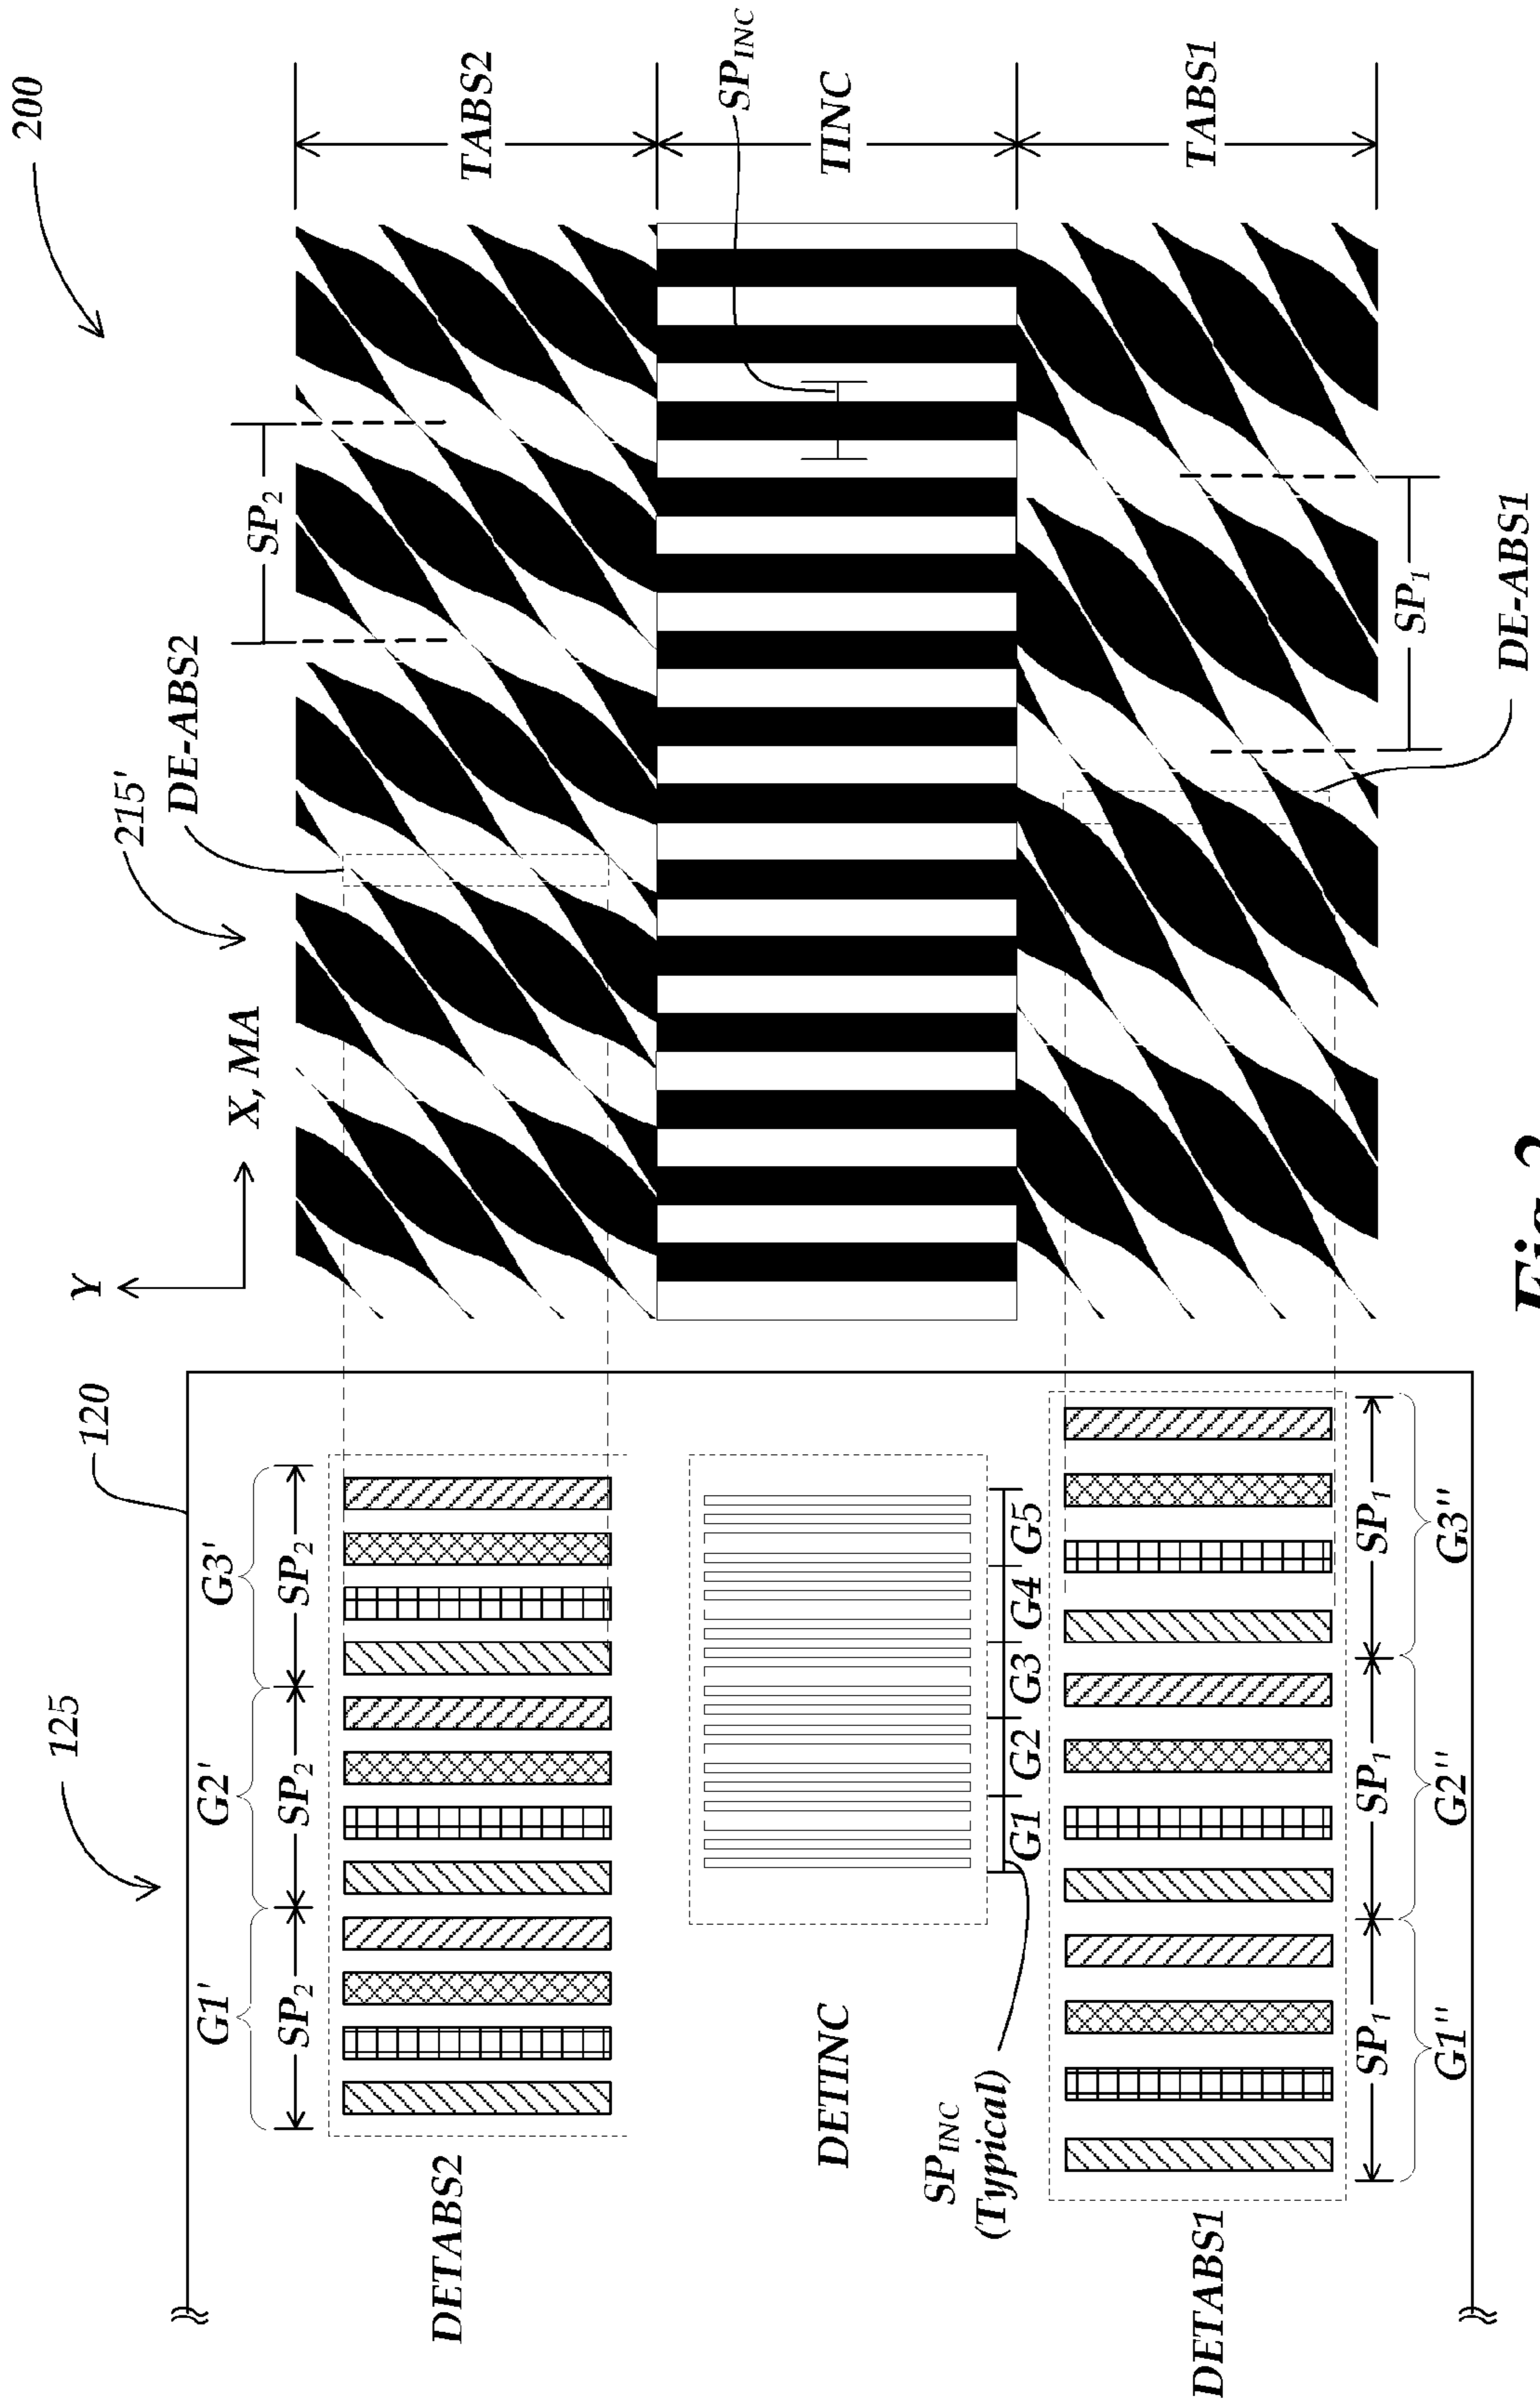 200
125
120
215'
Y
X, MA
G1'
G2'
G3'
SP2
SP2
SP2
DE-ABS2
SP2
DETABS2
TABS2
DETINC
SPINC
TINC
SPINC
(Typical)
G1
G2
G3
G4
G5
DETABS1
TABS1
SP1
SP1
SP1
SP1
G1"
G2"
G3"
DE-ABS1
Fig. 2